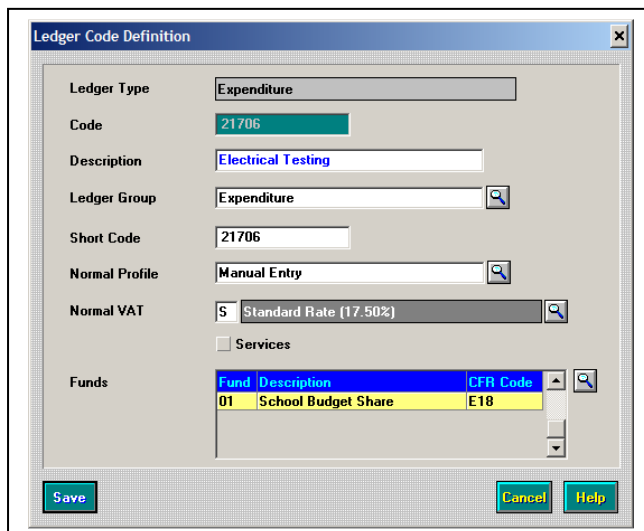 Ledger Code Definition
Ledger Type Expenditure
Code 21706
Description Electrical Testing
Ledger Group Expenditure
Short Code 21706
Normal Profile Manual Entry
Normal VAT S Standard Rate (17.50%)
Services
Funds Fund Description CFR Code
01 School Budget Share E18
Save Cancel Help